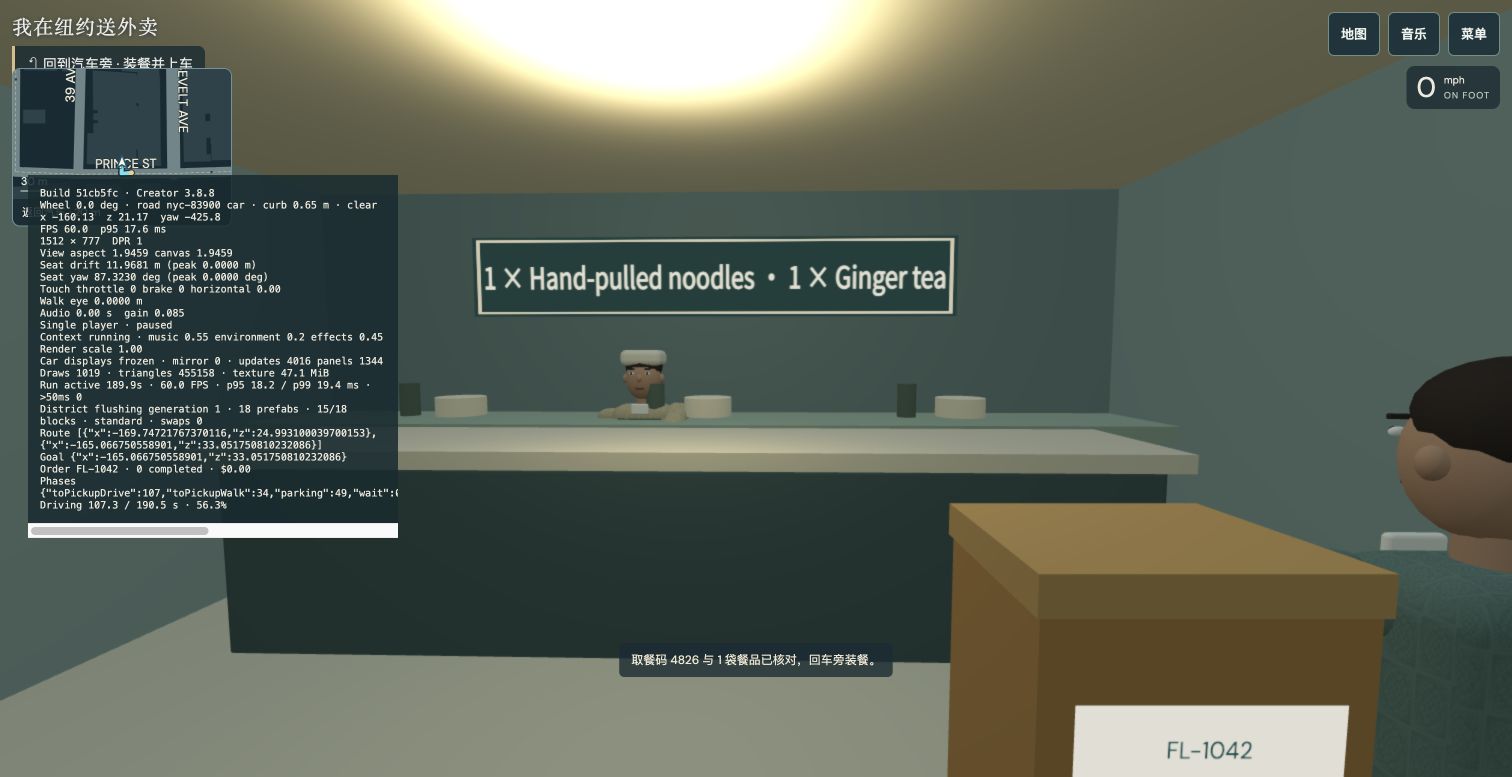 我在纽约送外卖
回到汽车旁 · 装餐并上车
39 AV
EVELT AVE
PRINCE ST
地图
音乐
菜单
0 mph
ON FOOT
Build 51cb5fc · Creator 3.8.8
Wheel 0.0 deg · road nyc-83900 car · curb 0.65 m · clear
x -160.13 z 21.17 yaw -425.8
FPS 60.0 p95 17.6 ms
1512 × 777 DPR 1
View aspect 1.9459 canvas 1.9459
Seat drift 11.9681 m (peak 0.0000 m)
Seat yaw 87.3230 deg (peak 0.0000 deg)
Touch throttle 0 brake 0 horizontal 0.00
Walk eye 0.0000 m
Audio 0.00 s gain 0.085
Single player · paused
Context running · music 0.55 environment 0.2 effects 0.45
Render scale 1.00
Car displays frozen · mirror 0 · updates 4016 panels 1344
Draws 1019 · triangles 455158 · texture 47.1 MiB
Run active 189.9s · 60.0 FPS · p95 18.2 / p99 19.4 ms ·
>50ms 0
District flushing generation 1 · 18 prefabs · 15/18
blocks · standard · swaps 0
Route [{"x":-169.74721767370116,"z":24.993100039700153},
{"x":-165.066750558901,"z":33.051750810232086}]
Goal {"x":-165.066750558901,"z":33.051750810232086}
Order FL-1042 · 0 completed · $0.00
Phases
{"toPickupDrive":107,"toPickupWalk":34,"parking":49,"wait":
Driving 107.3 / 190.5 s · 56.3%
1 × Hand-pulled noodles • 1 × Ginger tea
取餐码 4826 与 1 袋餐品已核对，回车旁装餐。
FL-1042